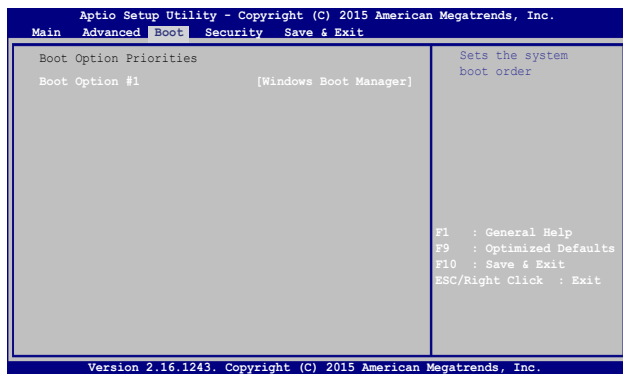 Aptio Setup Utility - Copyright (C) 2015 American Megatrends, Inc.
Main Advanced Boot Security Save & Exit
Boot Option Priorities
Boot Option #1 [Windows Boot Manager]
Sets the system
boot order
F1 : General Help
F9 : Optimized Defaults
F10 : Save & Exit
ESC/Right Click : Exit
Version 2.16.1243. Copyright (C) 2015 American Megatrends, Inc.